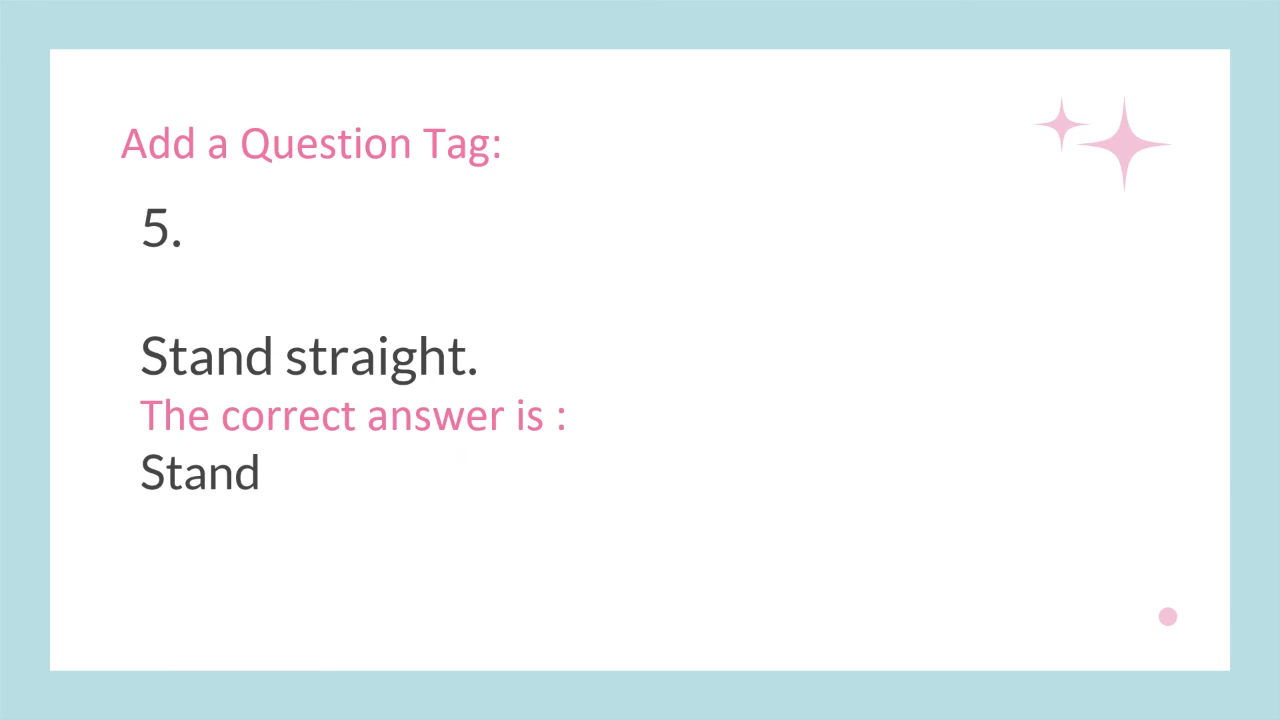 Add a Question Tag:
5.
Stand straight.
The correct answer is :
Stand